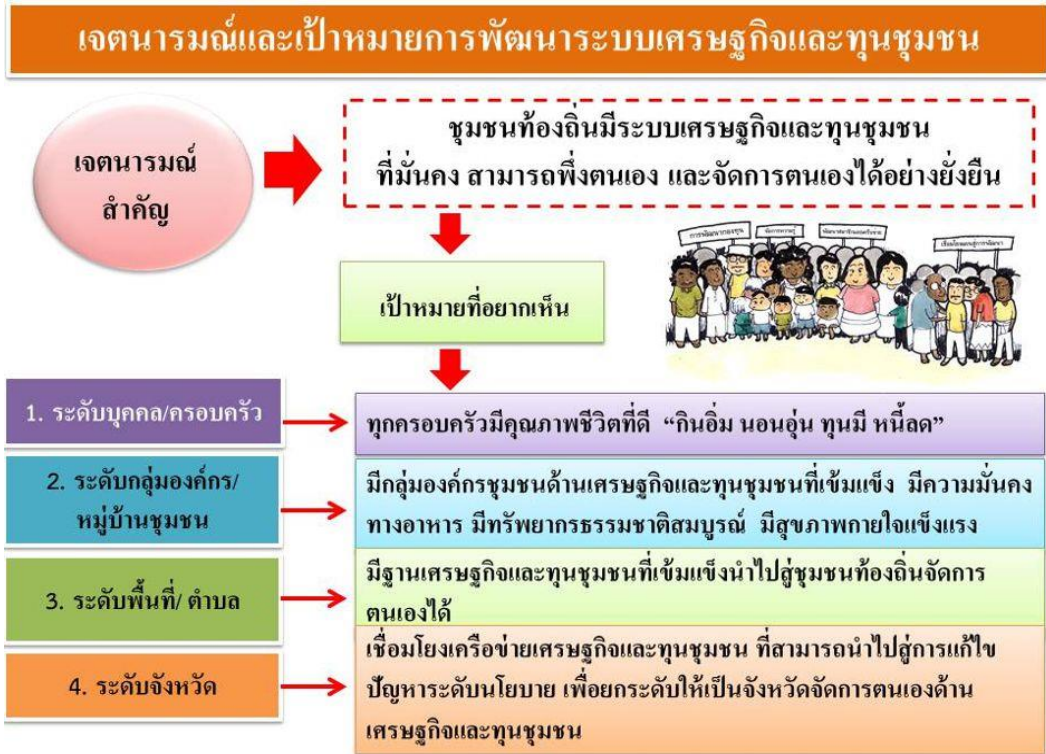 เจตนารมณ์และเป้าหมายการพัฒนาระบบเศรษฐกิจและทุนชุมชน
เจตนารมณ์
สำคัญ
ชุมชนท้องถิ่นมีระบบเศรษฐกิจและทุนชุมชน
ที่มั่นคง สามารถพึ่งตนเอง และจัดการตนเองได้อย่างยั่งยืน
การพัฒนากองทุน
จัดการความรู้
เป้าหมายที่อยากเห็น
1. ระดับบุคคล/ครอบครัว
ทุกครอบครัวมีคุณภาพชีวิตที่ดี “กินอิ่ม นอนอุ่น ทุนมี หนี้ลด”
2. ระดับกลุ่มองค์กร/
หมู่บ้านชุมชน
มีกลุ่มองค์กรชุมชนด้านเศรษฐกิจและทุนชุมชนที่เข้มแข็ง มีความมั่นคง
ทางอาหาร มีทรัพยากรธรรมชาติสมบูรณ์ มีสุขภาพกายใจแข็งแรง
3. ระดับพื้นที่/ ตำบล
มีฐานเศรษฐกิจและทุนชุมชนที่เข้มแข็งนำไปสู่ชุมชนท้องถิ่นจัดการ
ตนเองได้
4. ระดับจังหวัด
เชื่อมโยงเครือข่ายเศรษฐกิจและทุนชุมชน ที่สามารถนำไปสู่การแก้ไข
ปัญหาระดับนโยบาย เพื่อยกระดับให้เป็นจังหวัดจัดการตนเองด้าน
เศรษฐกิจและทุนชุมชน